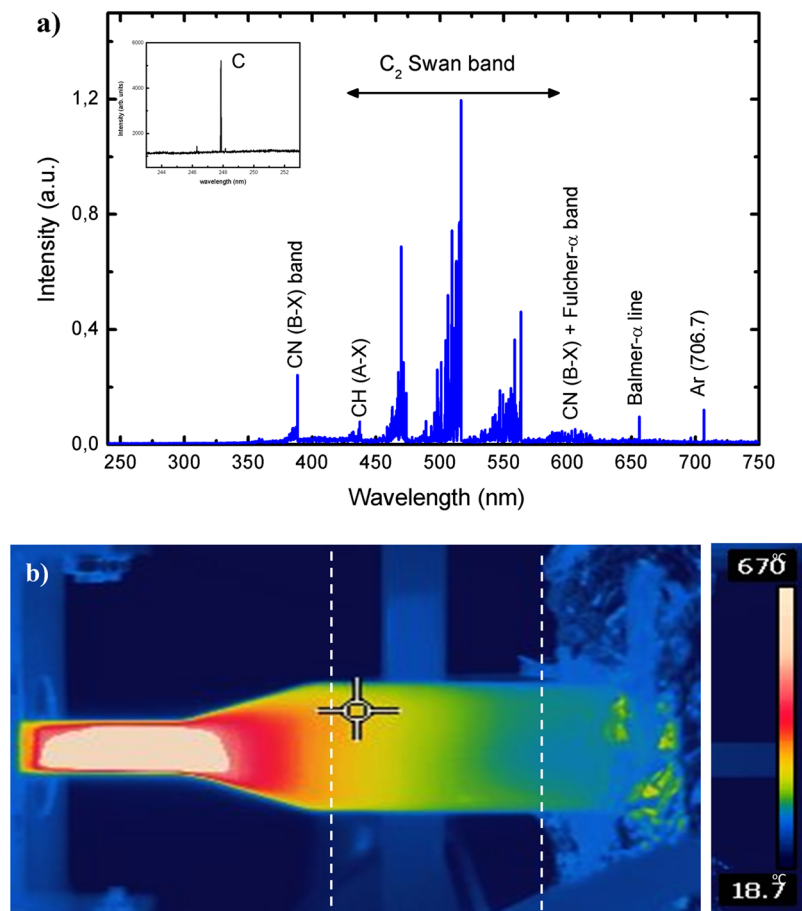 a)
C₂ Swan band
C
Intensity (arb. units)
6000
4000
2000
244 246 248 250 252
wavelength (nm)
Intensity (a.u.)
1,2
0,8
0,4
0,0
CN (B-X) band
CH (A-X)
CN (B-X) + Fulcher-α band
Balmer-α line
Ar (706.7)
250 300 350 400 450 500 550 600 650 700 750
Wavelength (nm)
b)
ºC
670
ºC
18.7